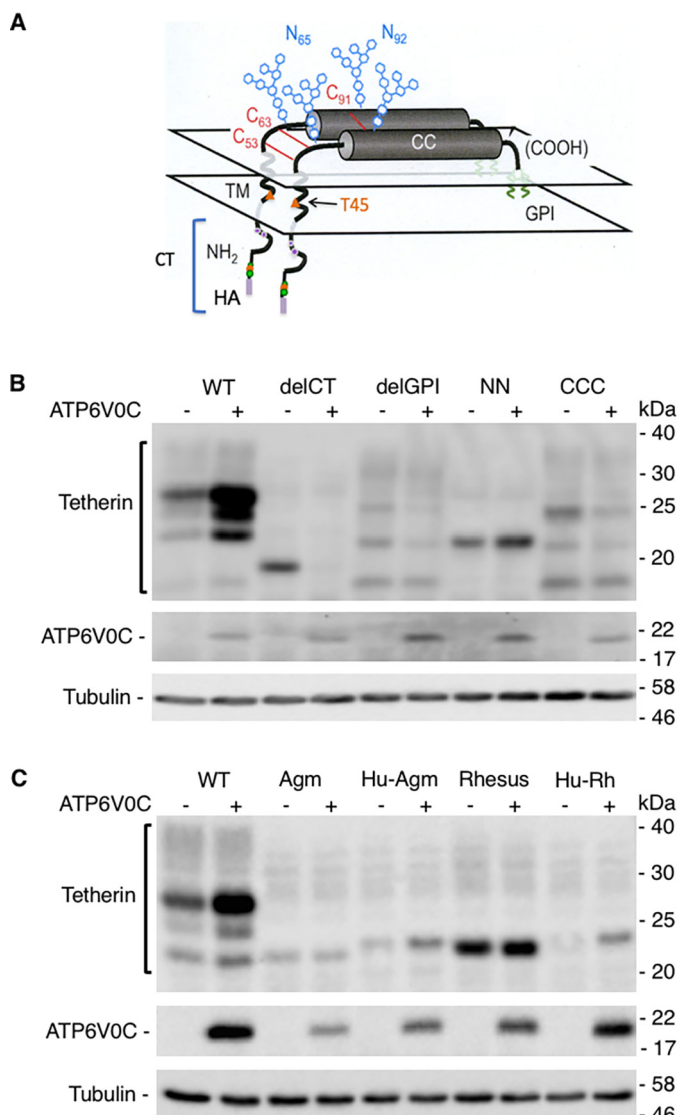 A
N65
N92
C91
C63
C53
CC
(COOH)
TM
T45
GPI
CT
NH2
HA
B
WT delCT delGPI NN CCC
ATP6V0C - + - + - + - + - + kDa
- 40
- 30
Tetherin
- 25
- 20
ATP6V0C - - 22
- 17
Tubulin - - 58
- 46
C
WT Agm Hu-Agm Rhesus Hu-Rh
ATP6V0C - + - + - + - + - + kDa
- 40
- 30
Tetherin
- 25
- 20
ATP6V0C - - 22
- 17
Tubulin - - 58
- 46